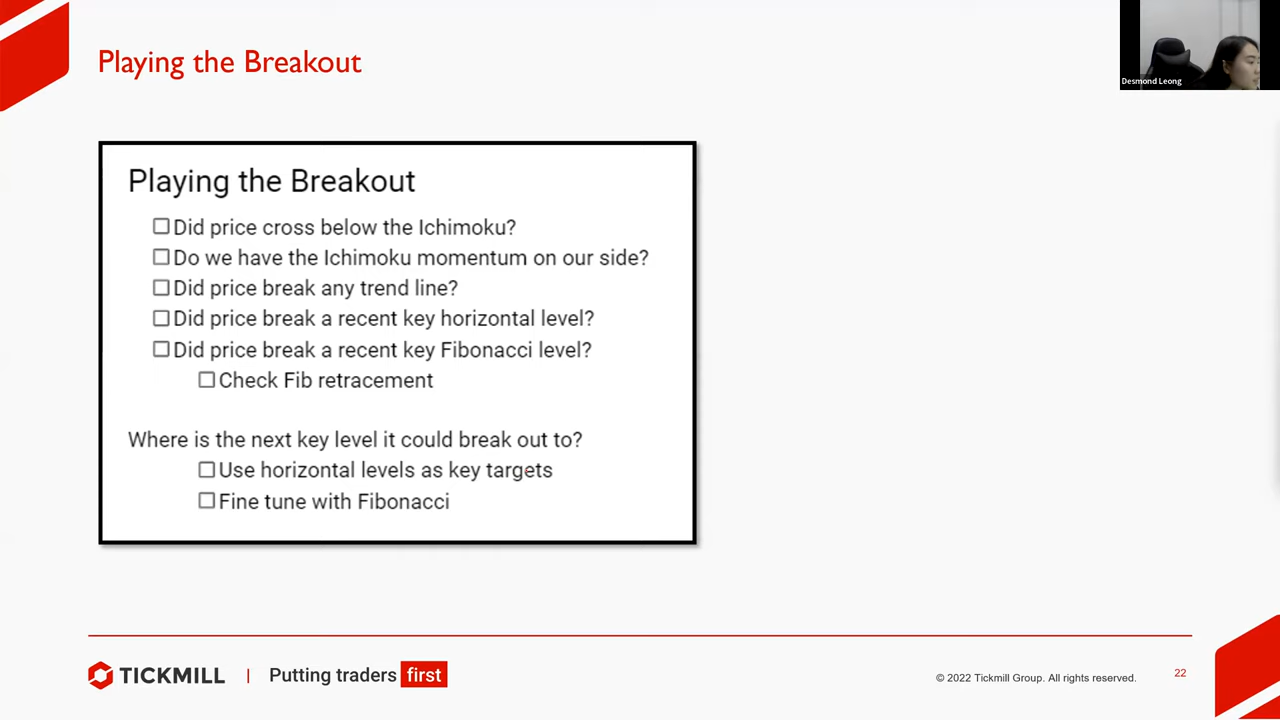 Playing the Breakout
Desmond Leong
Playing the Breakout
Did price cross below the Ichimoku?
Do we have the Ichimoku momentum on our side?
Did price break any trend line?
Did price break a recent key horizontal level?
Did price break a recent key Fibonacci level?
Check Fib retracement
Where is the next key level it could break out to?
Use horizontal levels as key targets
Fine tune with Fibonacci
TICKMILL | Putting traders first
© 2022 Tickmill Group. All rights reserved.
22